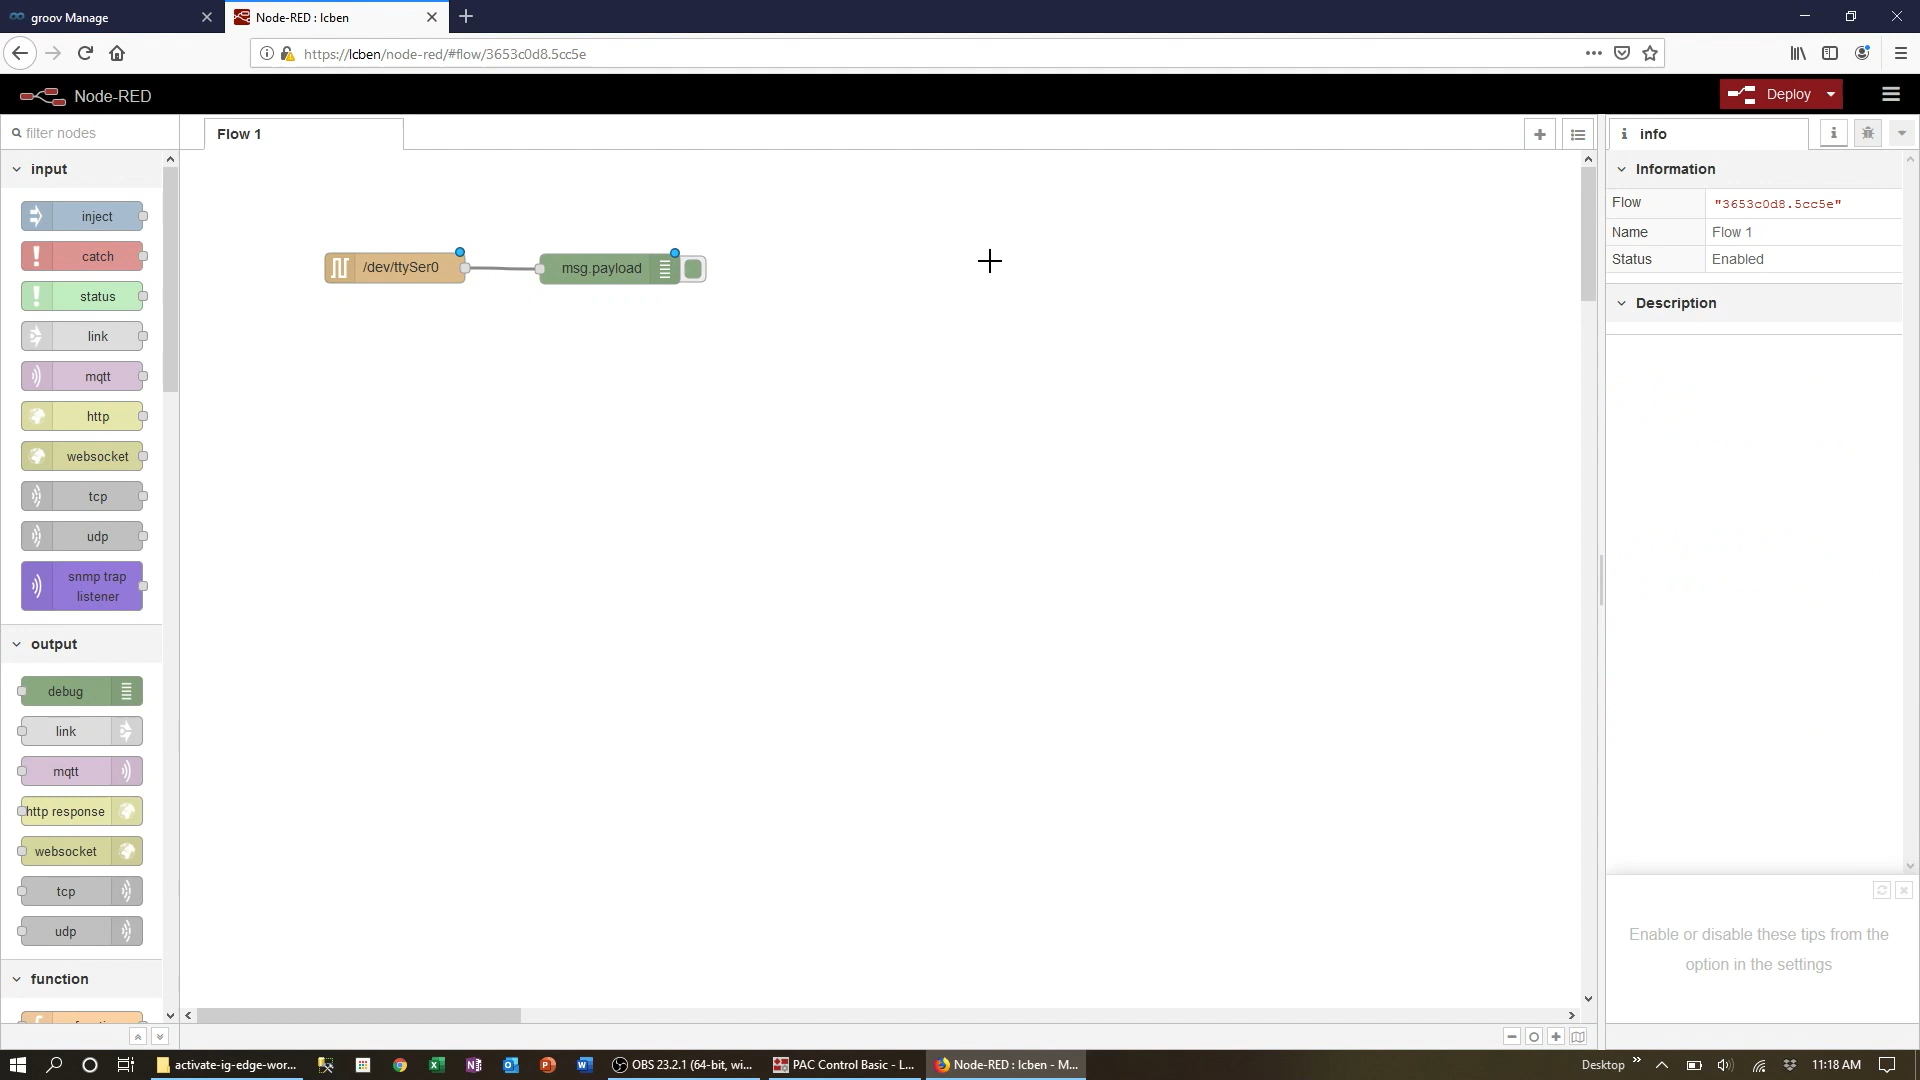 groov Manage
Node-RED : lcben
https://lcben/node-red/#flow/3653c0d8.5cc5e
Node-RED
Deploy
filter nodes
Flow 1
info
input
inject
catch
status
link
mqtt
http
websocket
tcp
udp
snmp trap
listener
output
debug
link
mqtt
http response
websocket
tcp
udp
function
/dev/ttySer0
msg.payload
Information
Flow
"3653c0d8.5cc5e"
Name
Flow 1
Status
Enabled
Description
Enable or disable these tips from the
option in the settings
activate-ig-edge-wor...
OBS 23.2.1 (64-bit, wi...
PAC Control Basic - L...
Node-RED : lcben - M...
Desktop
11:18 AM